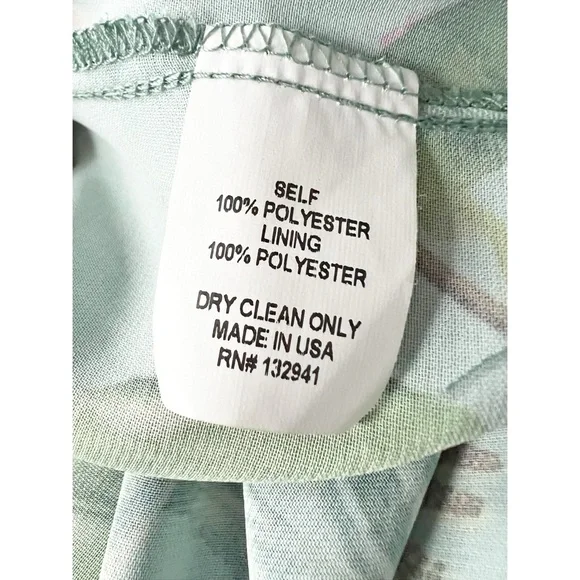 SELF
100% POLYESTER
LINING
100% POLYESTER
DRY CLEAN ONLY
MADE IN USA
RN# 132941